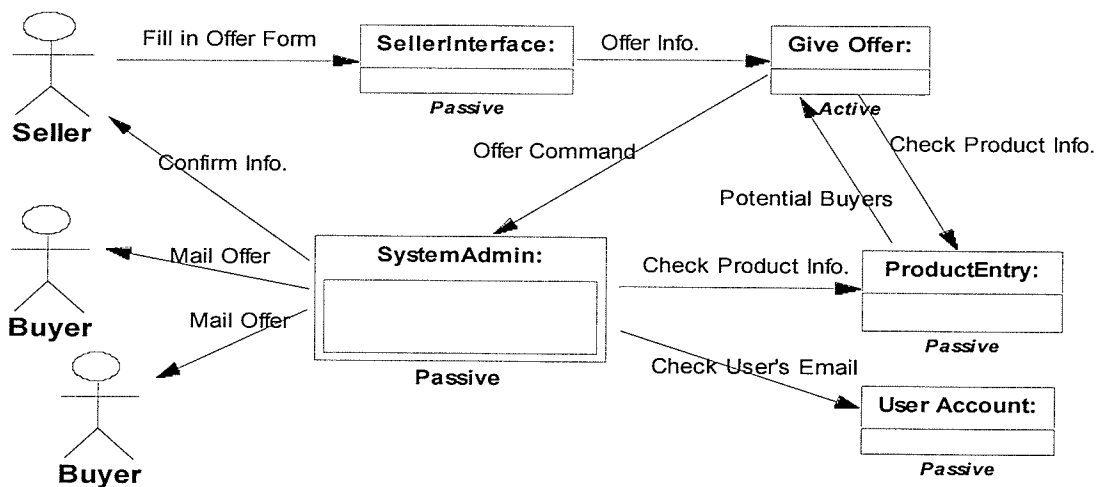 Fill in Offer Form
SellerInterface:
Offer Info.
Give Offer:
Passive
Active
Seller
Confirm Info.
Offer Command
Check Product Info.
Potential Buyers
Mail Offer
SystemAdmin:
Check Product Info.
ProductEntry:
Buyer
Mail Offer
Passive
Passive
Check User's Email
User Account:
Buyer
Passive